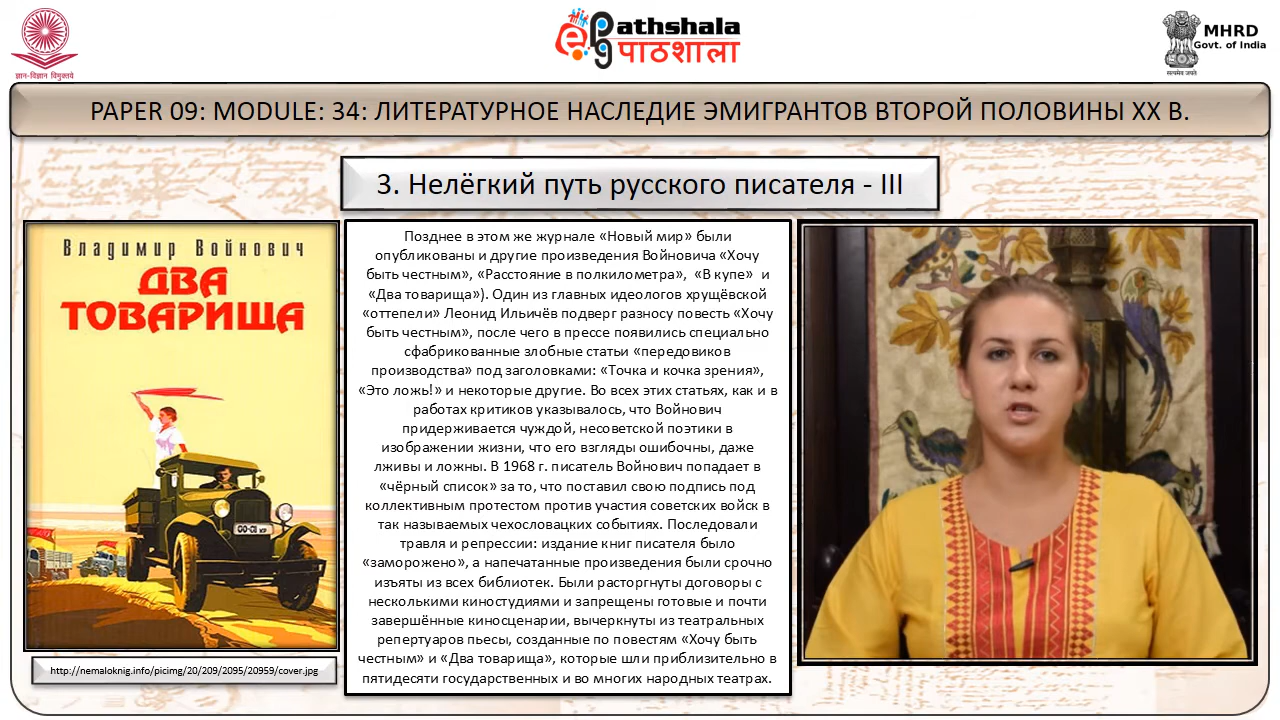 ज्ञान-विज्ञान विमुक्तये
ePathshala
पाठशाला
MHRD
Govt. of India
सत्यमेव जयते
PAPER 09: MODULE: 34: ЛИТЕРАТУРНОЕ НАСЛЕДИЕ ЭМИГРАНТОВ ВТОРОЙ ПОЛОВИНЫ XX В.
3. Нелёгкий путь русского писателя - III
Владимир Войнович
ДВА
ТОВАРИЩА
http://nemaloknig.info/picimg/20/209/2095/20959/cover.jpg
Позднее в этом же журнале «Новый мир» были
опубликованы и другие произведения Войновича «Хочу
быть честным», «Расстояние в полкилометра», «В купе» и
«Два товарища»). Один из главных идеологов хрущёвской
«оттепели» Леонид Ильичёв подверг разносу повесть «Хочу
быть честным», после чего в прессе появились специально
сфабрикованные злобные статьи «передовиков
производства» под заголовками: «Точка и кочка зрения»,
«Это ложь!» и некоторые другие. Во всех этих статьях, как и в
работах критиков указывалось, что Войнович
придерживается чуждой, несоветской поэтики в
изображении жизни, что его взгляды ошибочны, даже
лживы и ложны. В 1968 г. писатель Войнович попадает в
«чёрный список» за то, что поставил свою подпись под
коллективным протестом против участия советских войск в
так называемых чехословацких событиях. Последовали
травля и репрессии: издание книг писателя было
«заморожено», а напечатанные произведения были срочно
изъяты из всех библиотек. Были расторгнуты договоры с
несколькими киностудиями и запрещены готовые и почти
завершённые киносценарии, вычеркнуты из театральных
репертуаров пьесы, созданные по повестям «Хочу быть
честным» и «Два товарища», которые шли приблизительно в
пятидесяти государственных и во многих народных театрах.